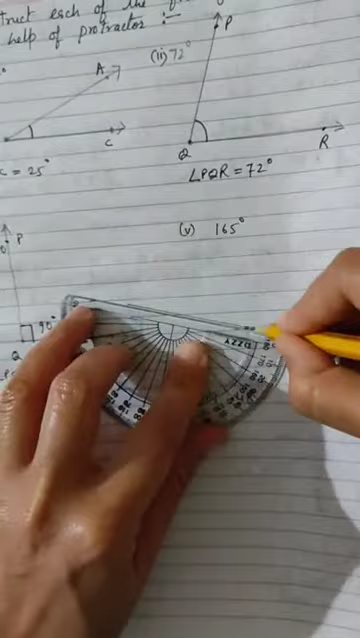 truct each of the
help of protractor :—
(ii) 72°
P
A
C
Q
R
c = 25°
∠PQR = 72°
P
(v) 165°
90°
Q